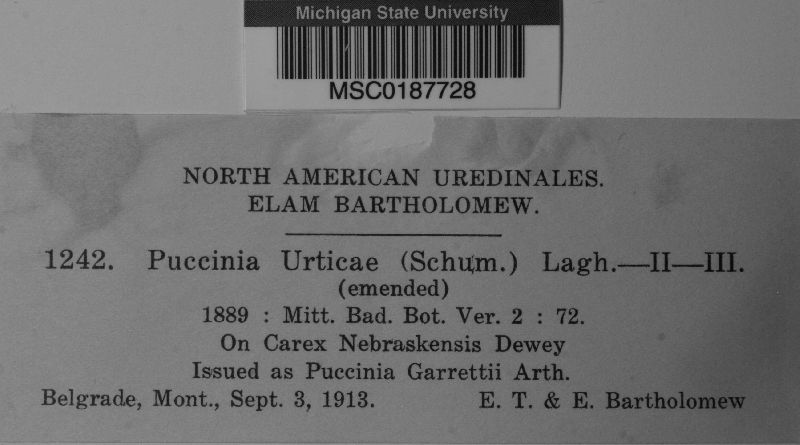 Michigan State University
MSC0187728
NORTH AMERICAN UREDINALES.
ELAM BARTHOLOMEW.
1242. Puccinia Urticae (Schum.) Lagh.—II—III.
(emended)
1889 : Mitt. Bad. Bot. Ver. 2 : 72.
On Carex Nebraskensis Dewey
Issued as Puccinia Garrettii Arth.
Belgrade, Mont., Sept. 3, 1913. E. T. & E. Bartholomew